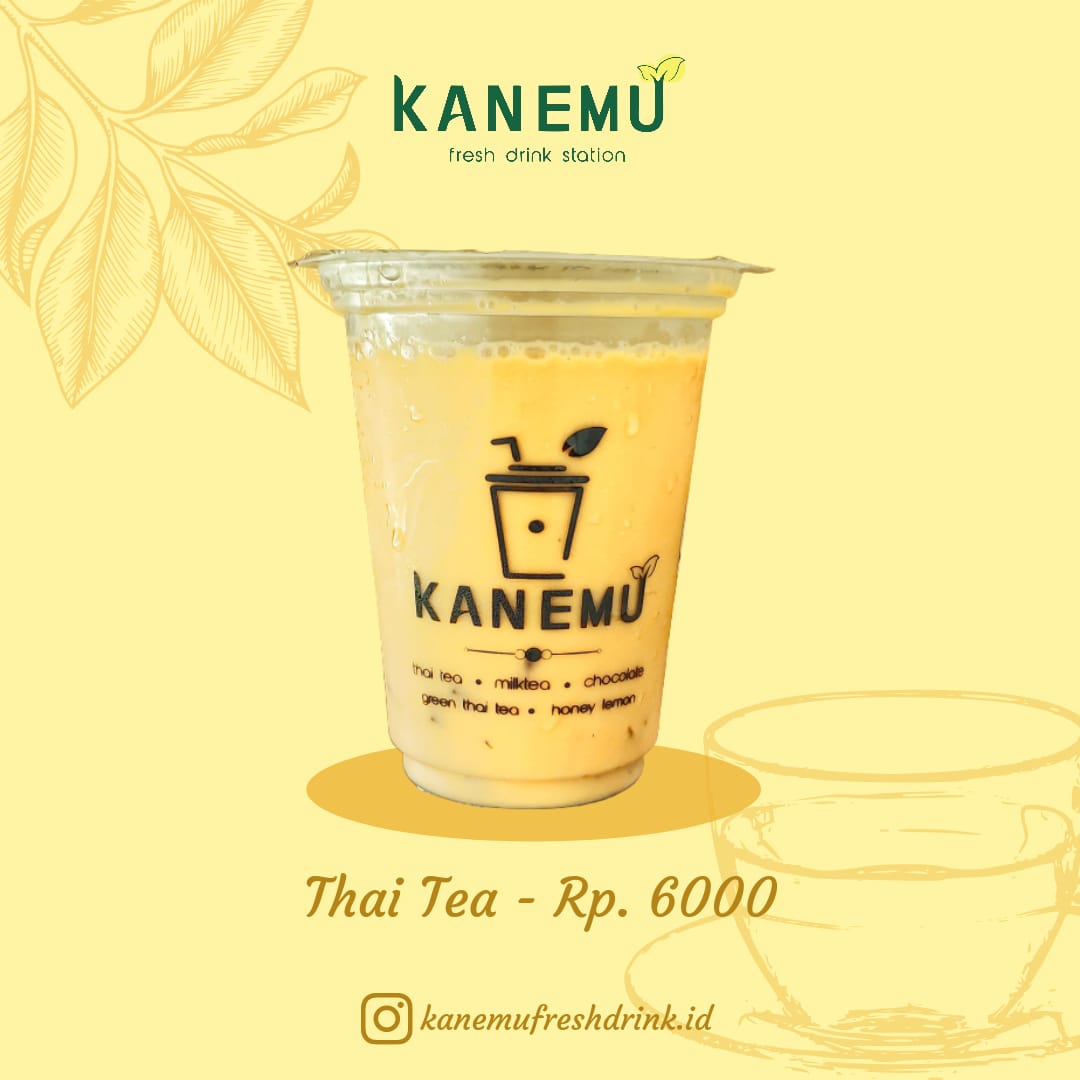 KANEMU
fresh drink station
KANEMU
thai tea • milktea • chocolate
green thai tea • honey lemon
Thai Tea - Rp. 6000
kanemufreshdrink.id